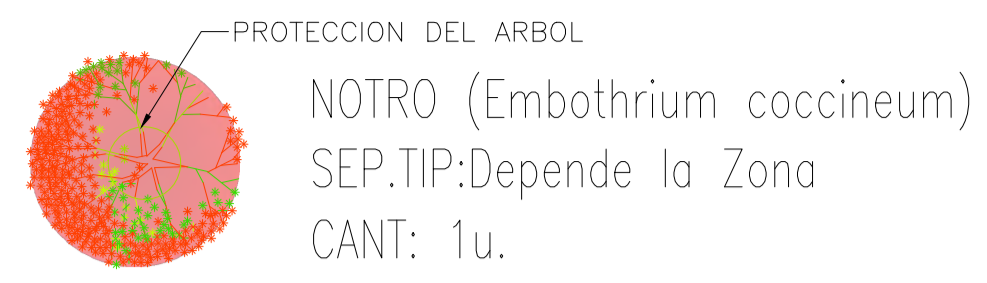 PROTECCION DEL ARBOL
NOTRO (Embothrium coccineum)
SEP.TIP:Depende la Zona
CANT: 1u.